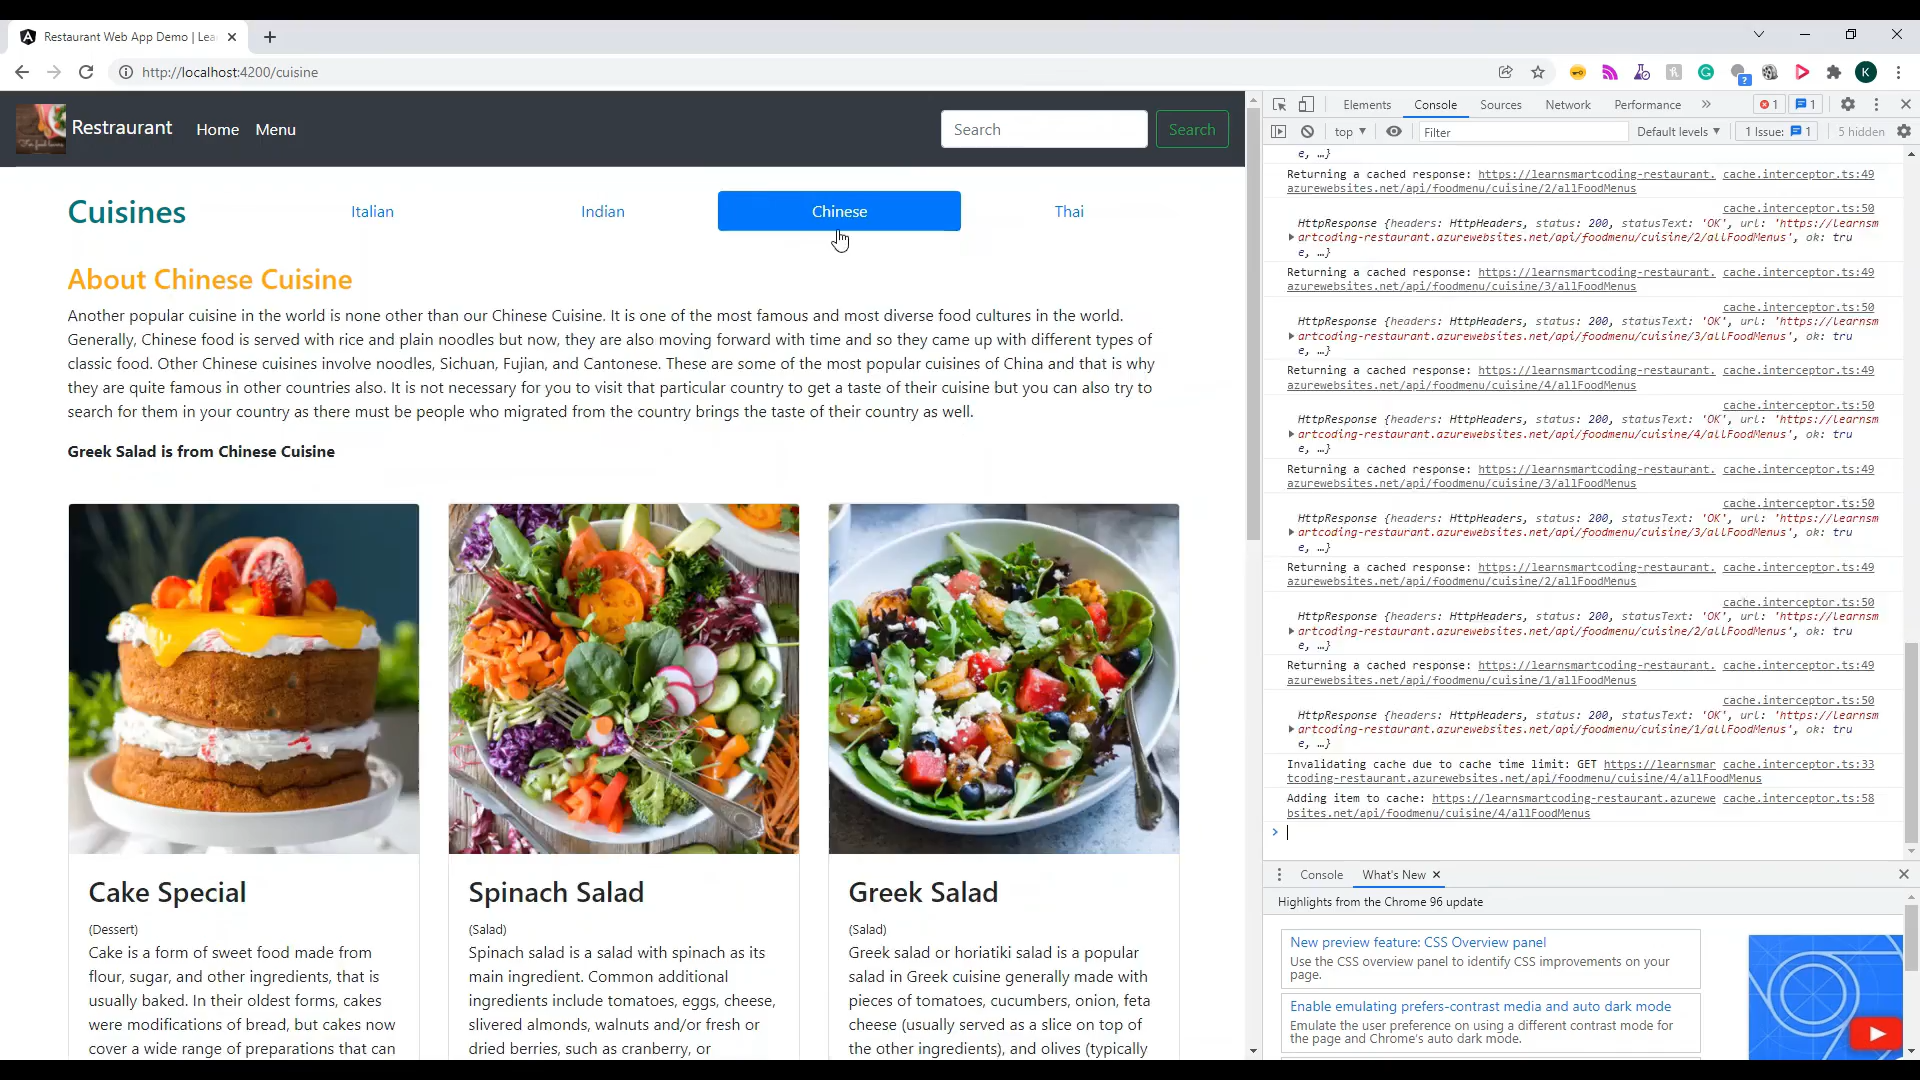 Restaurant Web App Demo | Lea
http://localhost:4200/cuisine
K
Restraurant Home Menu Search Search
Cuisines Italian Indian Chinese Thai
About Chinese Cuisine
Another popular cuisine in the world is none other than our Chinese Cuisine. It is one of the most famous and most diverse food cultures in the world.
Generally, Chinese food is served with rice and plain noodles but now, they are also moving forward with time and so they came up with different types of
classic food. Other Chinese cuisines involve noodles, Sichuan, Fujian, and Cantonese. These are some of the most popular cuisines of China and that is why
they are quite famous in other countries also. It is not necessary for you to visit that particular country to get a taste of their cuisine but you can also try to
search for them in your country as there must be people who migrated from the country brings the taste of their country as well.
Greek Salad is from Chinese Cuisine
Cake Special
(Dessert)
Cake is a form of sweet food made from
flour, sugar, and other ingredients, that is
usually baked. In their oldest forms, cakes
were modifications of bread, but cakes now
cover a wide range of preparations that can
Spinach Salad
(Salad)
Spinach salad is a salad with spinach as its
main ingredient. Common additional
ingredients include tomatoes, eggs, cheese,
slivered almonds, walnuts and/or fresh or
dried berries, such as cranberry, or
Greek Salad
(Salad)
Greek salad or horiatiki salad is a popular
salad in Greek cuisine generally made with
pieces of tomatoes, cucumbers, onion, feta
cheese (usually served as a slice on top of
the other ingredients), and olives (typically
Elements Console Sources Network Performance » 1 1
top Filter Default levels 1 Issue: 1 5 hidden
e, …}
Returning a cached response: https://learnsmartcoding-restaurant. cache.interceptor.ts:49
azurewebsites.net/api/foodmenu/cuisine/2/allFoodMenus
cache.interceptor.ts:50
HttpResponse {headers: HttpHeaders, status: 200, statusText: 'OK', url: 'https://learnsm
artcoding-restaurant.azurewebsites.net/api/foodmenu/cuisine/2/allFoodMenus', ok: tru
e, …}
Returning a cached response: https://learnsmartcoding-restaurant. cache.interceptor.ts:49
azurewebsites.net/api/foodmenu/cuisine/3/allFoodMenus
cache.interceptor.ts:50
HttpResponse {headers: HttpHeaders, status: 200, statusText: 'OK', url: 'https://learnsm
artcoding-restaurant.azurewebsites.net/api/foodmenu/cuisine/3/allFoodMenus', ok: tru
e, …}
Returning a cached response: https://learnsmartcoding-restaurant. cache.interceptor.ts:49
azurewebsites.net/api/foodmenu/cuisine/4/allFoodMenus
cache.interceptor.ts:50
HttpResponse {headers: HttpHeaders, status: 200, statusText: 'OK', url: 'https://learnsm
artcoding-restaurant.azurewebsites.net/api/foodmenu/cuisine/4/allFoodMenus', ok: tru
e, …}
Returning a cached response: https://learnsmartcoding-restaurant. cache.interceptor.ts:49
azurewebsites.net/api/foodmenu/cuisine/3/allFoodMenus
cache.interceptor.ts:50
HttpResponse {headers: HttpHeaders, status: 200, statusText: 'OK', url: 'https://learnsm
artcoding-restaurant.azurewebsites.net/api/foodmenu/cuisine/3/allFoodMenus', ok: tru
e, …}
Returning a cached response: https://learnsmartcoding-restaurant. cache.interceptor.ts:49
azurewebsites.net/api/foodmenu/cuisine/2/allFoodMenus
cache.interceptor.ts:50
HttpResponse {headers: HttpHeaders, status: 200, statusText: 'OK', url: 'https://learnsm
artcoding-restaurant.azurewebsites.net/api/foodmenu/cuisine/2/allFoodMenus', ok: tru
e, …}
Returning a cached response: https://learnsmartcoding-restaurant. cache.interceptor.ts:49
azurewebsites.net/api/foodmenu/cuisine/1/allFoodMenus
cache.interceptor.ts:50
HttpResponse {headers: HttpHeaders, status: 200, statusText: 'OK', url: 'https://learnsm
artcoding-restaurant.azurewebsites.net/api/foodmenu/cuisine/1/allFoodMenus', ok: tru
e, …}
Invalidating cache due to cache time limit: GET https://learnsmar cache.interceptor.ts:33
tcoding-restaurant.azurewebsites.net/api/foodmenu/cuisine/4/allFoodMenus
Adding item to cache: https://learnsmartcoding-restaurant.azurewe cache.interceptor.ts:58
bsites.net/api/foodmenu/cuisine/4/allFoodMenus
Console What's New
Highlights from the Chrome 96 update
New preview feature: CSS Overview panel
Use the CSS overview panel to identify CSS improvements on your
page.
Enable emulating prefers-contrast media and auto dark mode
Emulate the user preference on using a different contrast mode for
the page and Chrome's auto dark mode.